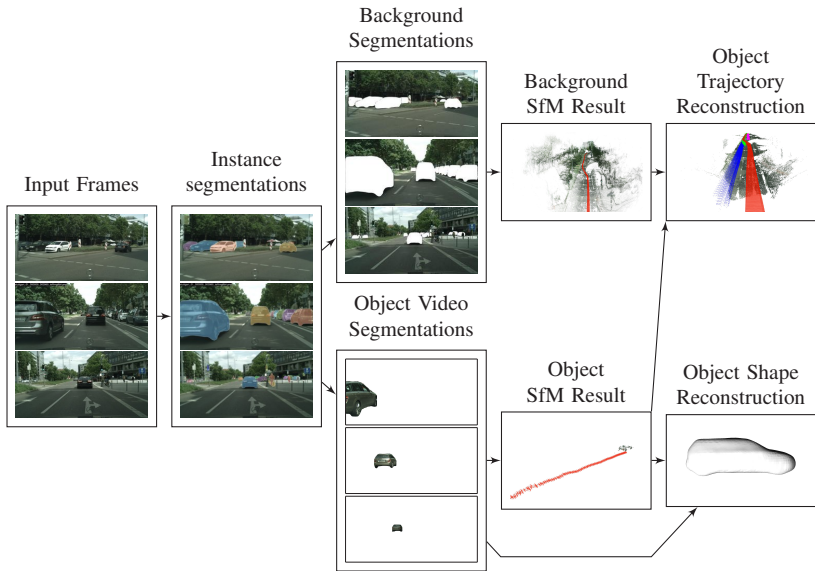 Background
Segmentations
Object
Trajectory
Reconstruction
Background
SfM Result
Input Frames
Instance
segmentations
Object Video
Segmentations
Object
SfM Result
Object Shape
Reconstruction